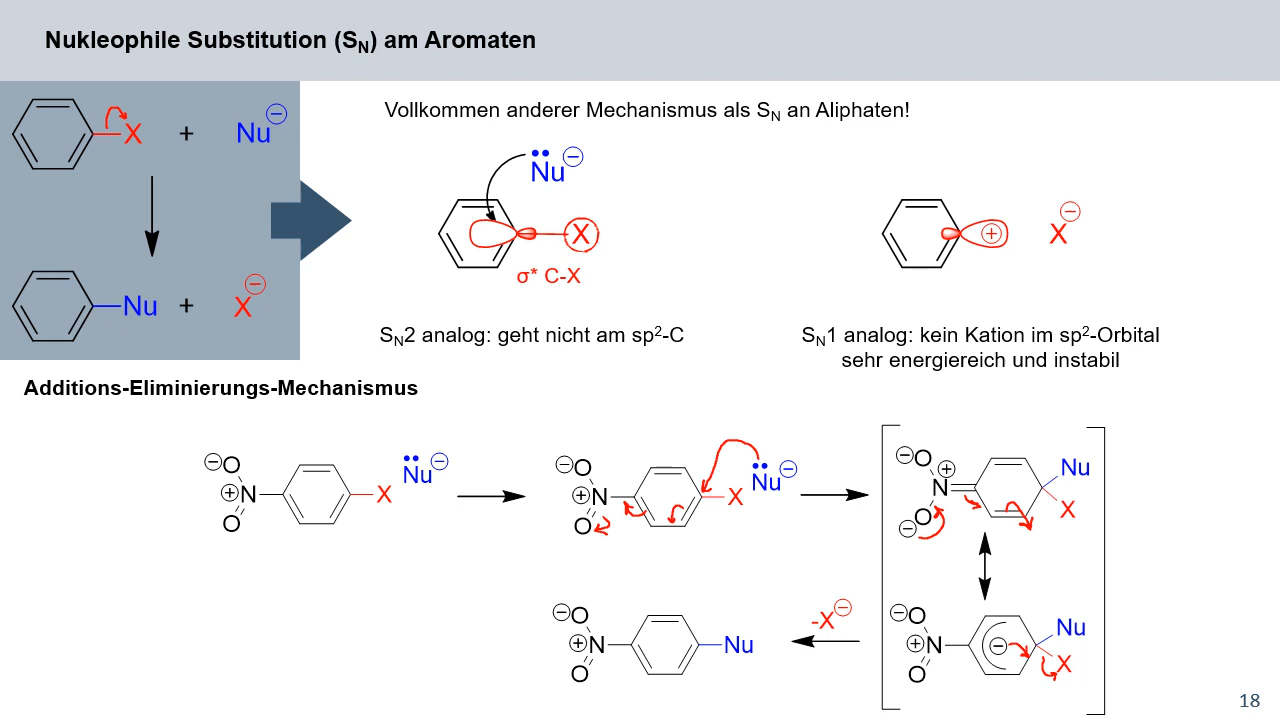 Nukleophile Substitution (SN) am Aromaten
Vollkommen anderer Mechanismus als SN an Aliphaten!
X + Nu⊖
Nu + X⊖
Nu⊖
X
σ* C-X
⊕ X⊖
SN2 analog: geht nicht am sp²-C
SN1 analog: kein Kation im sp²-Orbital
sehr energiereich und instabil
Additions-Eliminierungs-Mechanismus
⊖O
⊕N
O
X
Nu⊖
⊖O
⊕N
O
X
Nu⊖
⊖O
N⊕
O⊖
Nu
X
⊖O
⊕N
O
Nu
-X⊖
⊖O
⊕N
O
⊖
Nu
X
18